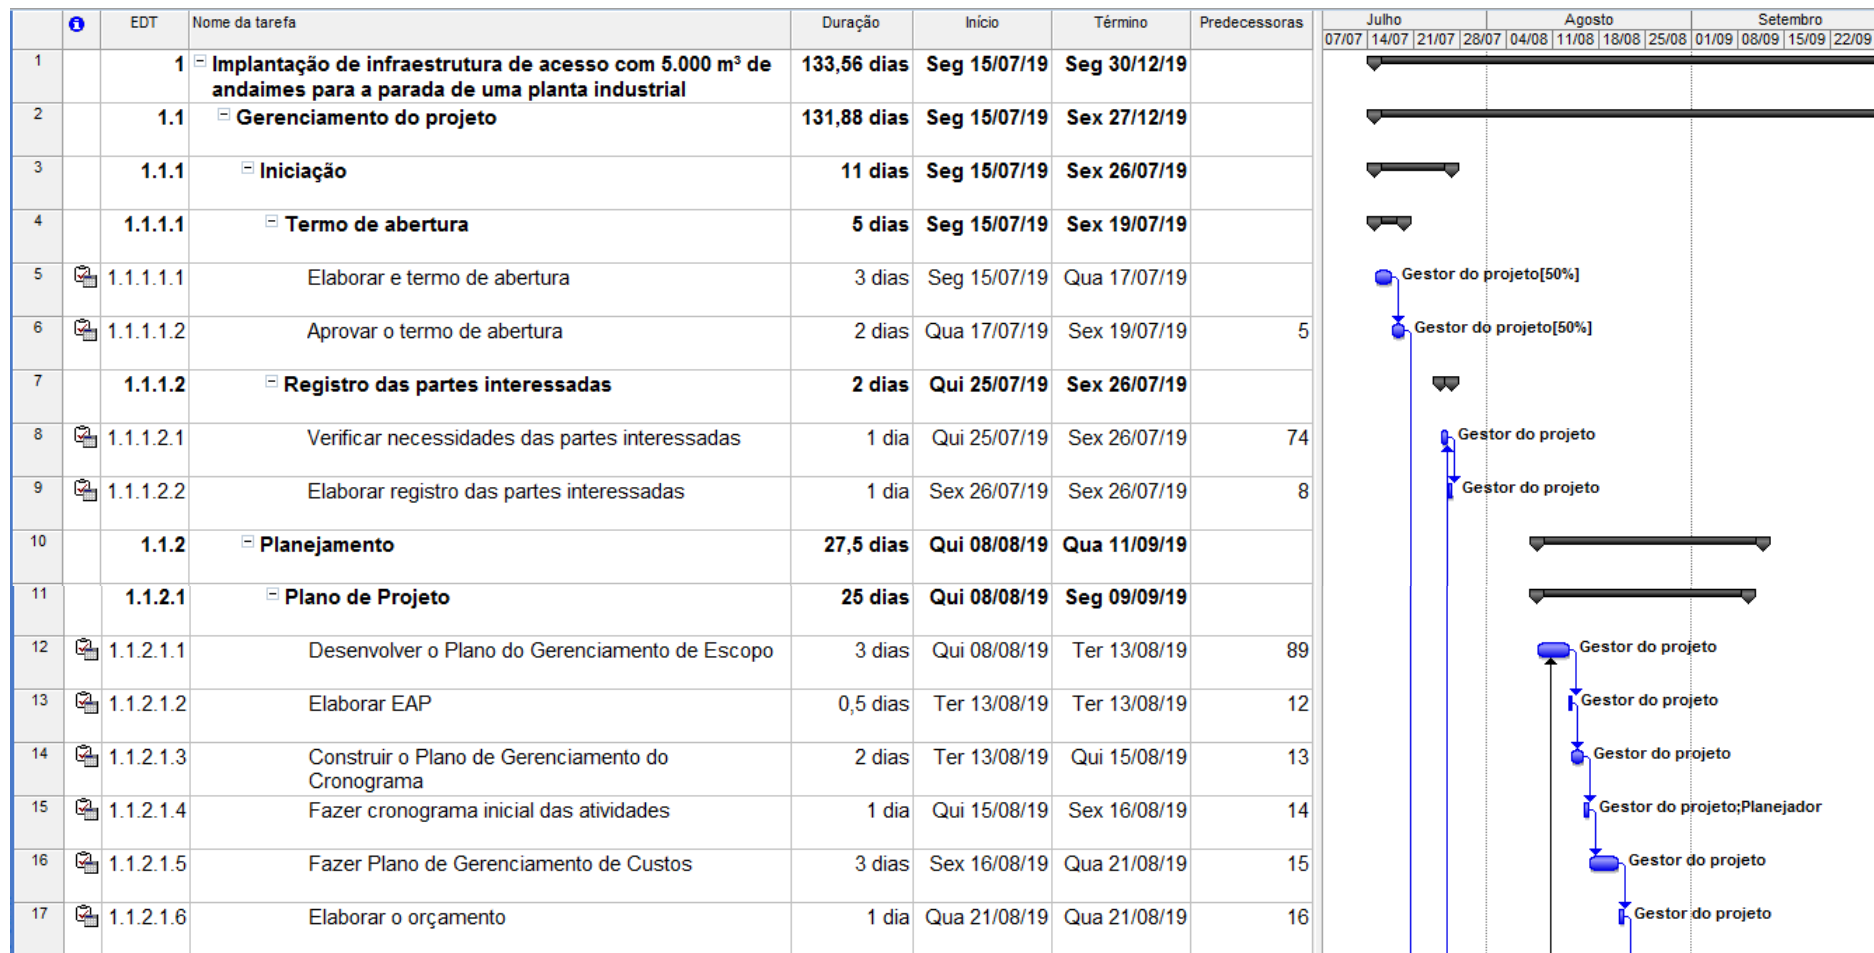 EDT Nome da tarefa Duração Início Término Predecessoras Julho Agosto Setembro
07/07 14/07 21/07 28/07 04/08 11/08 18/08 25/08 01/09 08/09 15/09 22/09
1 1 Implantação de infraestrutura de acesso com 5.000 m³ de 133,56 dias Seg 15/07/19 Seg 30/12/19
andaimes para a parada de uma planta industrial
2 1.1 Gerenciamento do projeto 131,88 dias Seg 15/07/19 Sex 27/12/19
3 1.1.1 Iniciação 11 dias Seg 15/07/19 Sex 26/07/19
4 1.1.1.1 Termo de abertura 5 dias Seg 15/07/19 Sex 19/07/19
5 1.1.1.1.1 Elaborar e termo de abertura 3 dias Seg 15/07/19 Qua 17/07/19 Gestor do projeto[50%]
6 1.1.1.1.2 Aprovar o termo de abertura 2 dias Qua 17/07/19 Sex 19/07/19 5 Gestor do projeto[50%]
7 1.1.1.2 Registro das partes interessadas 2 dias Qui 25/07/19 Sex 26/07/19
8 1.1.1.2.1 Verificar necessidades das partes interessadas 1 dia Qui 25/07/19 Sex 26/07/19 74 Gestor do projeto
9 1.1.1.2.2 Elaborar registro das partes interessadas 1 dia Sex 26/07/19 Sex 26/07/19 8 Gestor do projeto
10 1.1.2 Planejamento 27,5 dias Qui 08/08/19 Qua 11/09/19
11 1.1.2.1 Plano de Projeto 25 dias Qui 08/08/19 Seg 09/09/19
12 1.1.2.1.1 Desenvolver o Plano do Gerenciamento de Escopo 3 dias Qui 08/08/19 Ter 13/08/19 89 Gestor do projeto
13 1.1.2.1.2 Elaborar EAP 0,5 dias Ter 13/08/19 Ter 13/08/19 12 Gestor do projeto
14 1.1.2.1.3 Construir o Plano de Gerenciamento do 2 dias Ter 13/08/19 Qui 15/08/19 13 Gestor do projeto
Cronograma
15 1.1.2.1.4 Fazer cronograma inicial das atividades 1 dia Qui 15/08/19 Sex 16/08/19 14 Gestor do projeto;Planejador
16 1.1.2.1.5 Fazer Plano de Gerenciamento de Custos 3 dias Sex 16/08/19 Qua 21/08/19 15 Gestor do projeto
17 1.1.2.1.6 Elaborar o orçamento 1 dia Qua 21/08/19 Qua 21/08/19 16 Gestor do projeto